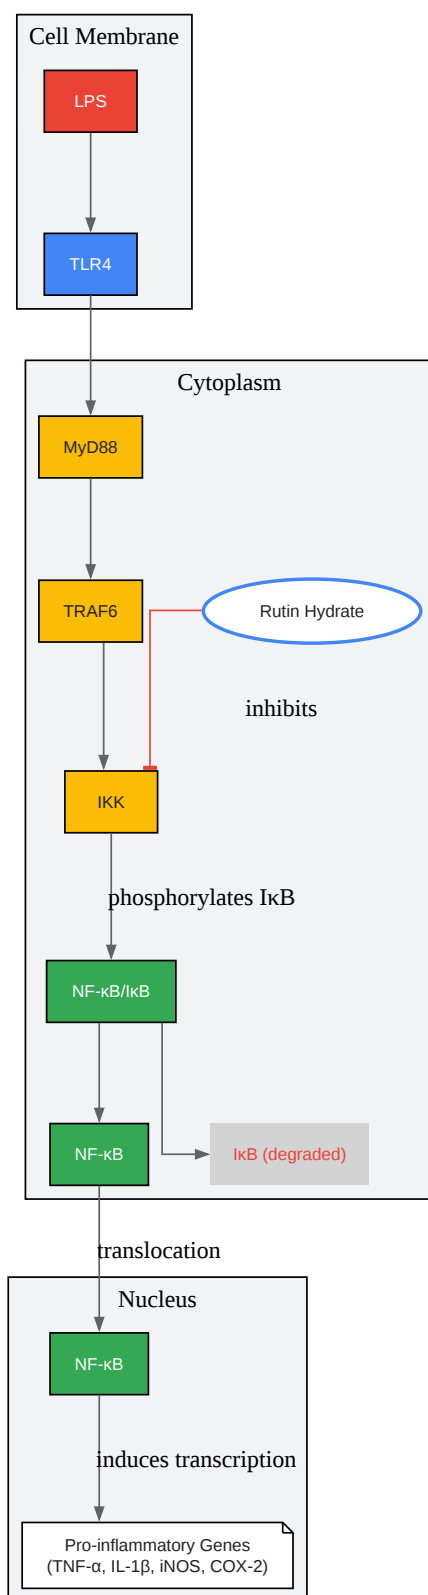 Cell Membrane
LPS
TLR4
Cytoplasm
MyD88
TRAF6
Rutin Hydrate
inhibits
IKK
phosphorylates IκB
NF-κB/IκB
NF-κB
IκB (degraded)
translocation
Nucleus
NF-κB
induces transcription
Pro-inflammatory Genes
(TNF-α, IL-1β, iNOS, COX-2)